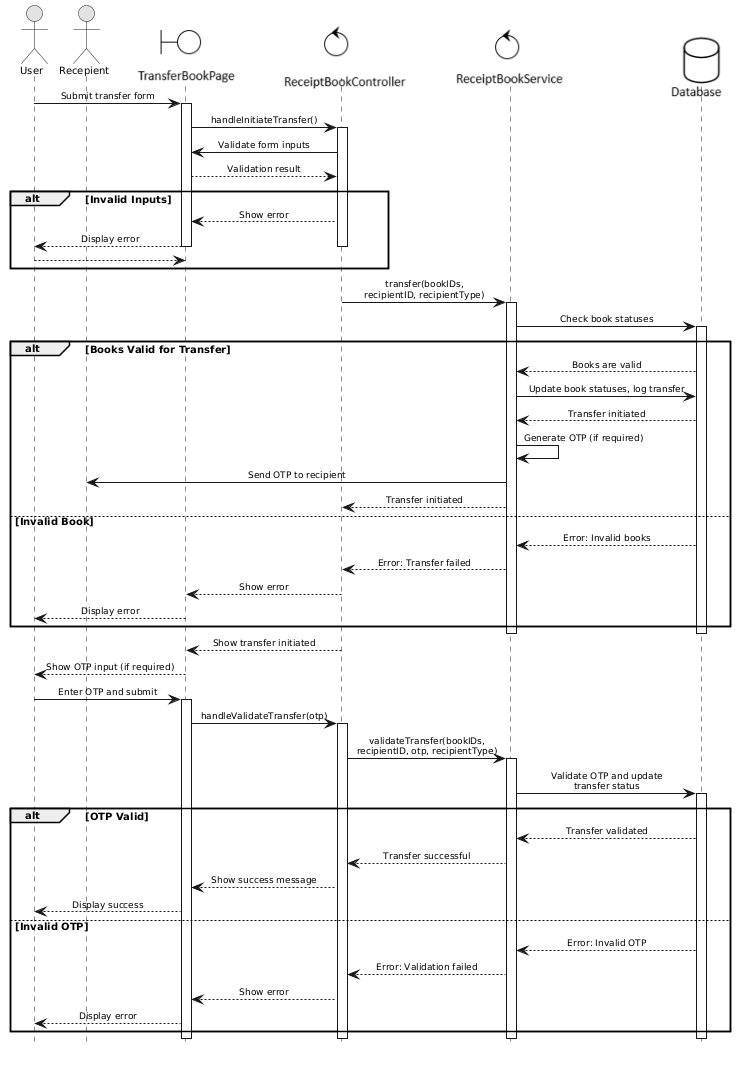 User
Recepient
TransferBookPage
ReceiptBookController
ReceiptBookService
Database
Submit transfer form
handleInitiateTransfer()
Validate form inputs
Validation result
alt [Invalid Inputs]
Show error
Display error
transfer(bookIDs,
recipientID, recipientType)
Check book statuses
alt [Books Valid for Transfer]
Books are valid
Update book statuses, log transfer
Transfer initiated
Generate OTP (if required)
Send OTP to recipient
Transfer initiated
[Invalid Book]
Error: Invalid books
Error: Transfer failed
Show error
Display error
Show transfer initiated
Show OTP input (if required)
Enter OTP and submit
handleValidateTransfer(otp)
validateTransfer(bookIDs,
recipientID, otp, recipientType)
Validate OTP and update
transfer status
alt [OTP Valid]
Transfer validated
Transfer successful
Show success message
Display success
[Invalid OTP]
Error: Invalid OTP
Error: Validation failed
Show error
Display error